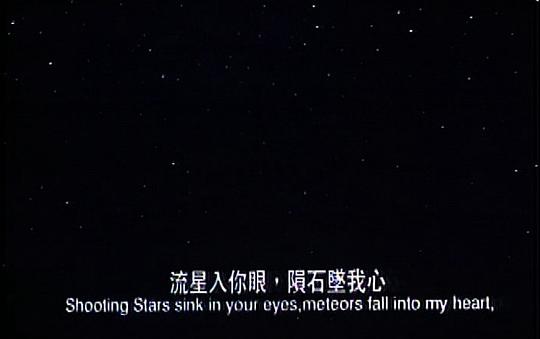 流星入你眼，隕石墜我心
Shooting Stars sink in your eyes,meteors fall into my heart,